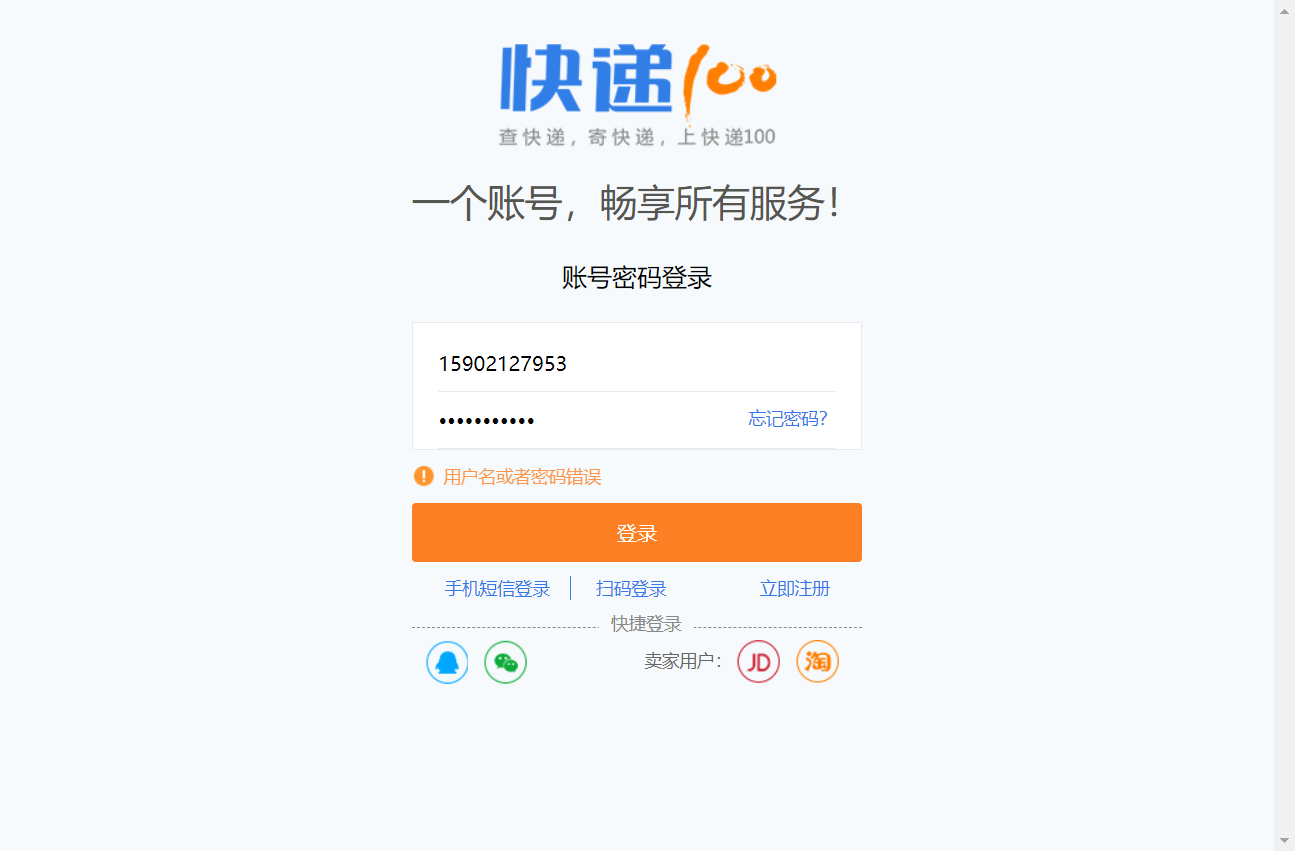 快递100
查快递，寄快递，上快递100
一个账号，畅享所有服务！
账号密码登录
15902127953
••••••••••• 忘记密码?
! 用户名或者密码错误
登录
手机短信登录 扫码登录 立即注册
快捷登录
卖家用户： JD 淘